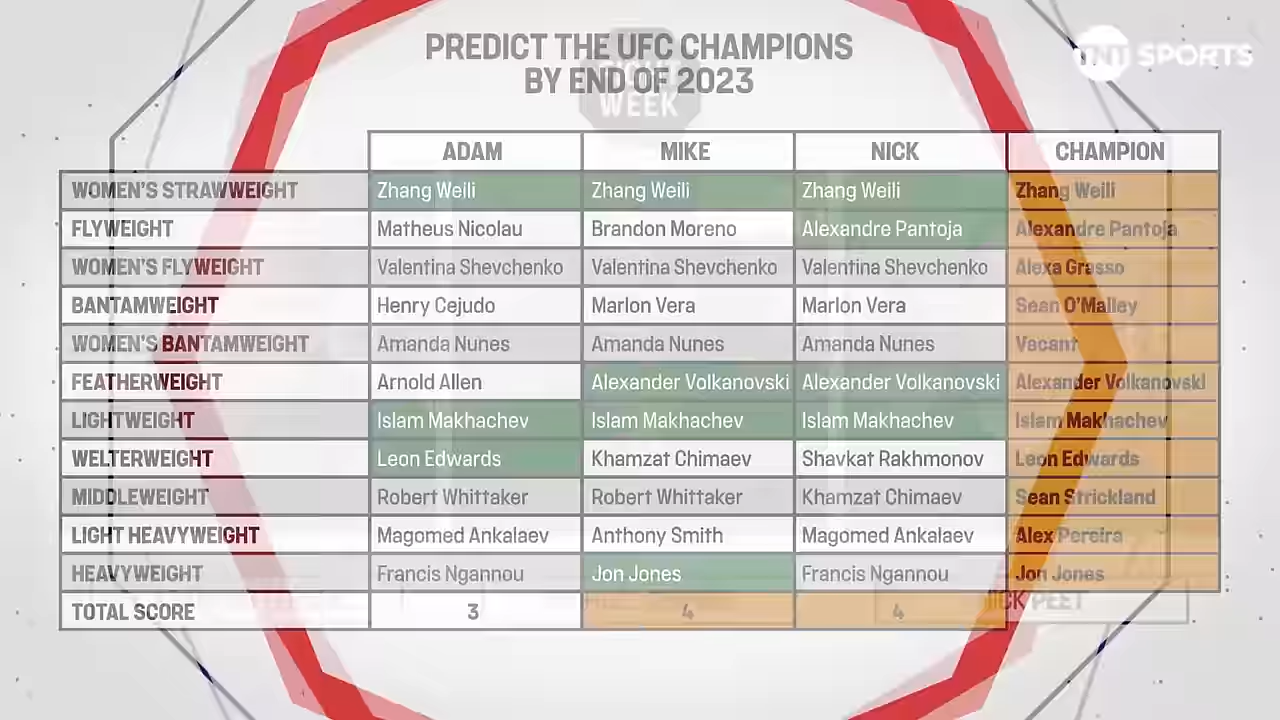 PREDICT THE UFC CHAMPIONS
BY END OF 2023
WEEK
TNT SPORTS
ADAM MIKE NICK CHAMPION
WOMEN'S STRAWWEIGHT Zhang Weili Zhang Weili Zhang Weili Zhang Weili
FLYWEIGHT Matheus Nicolau Brandon Moreno Alexandre Pantoja Alexandre Pantoja
WOMEN'S FLYWEIGHT Valentina Shevchenko Valentina Shevchenko Valentina Shevchenko Alexa Grasso
BANTAMWEIGHT Henry Cejudo Marlon Vera Marlon Vera Sean O'Malley
WOMEN'S BANTAMWEIGHT Amanda Nunes Amanda Nunes Amanda Nunes Vacant
FEATHERWEIGHT Arnold Allen Alexander Volkanovski Alexander Volkanovski Alexander Volkanovski
LIGHTWEIGHT Islam Makhachev Islam Makhachev Islam Makhachev Islam Makhachev
WELTERWEIGHT Leon Edwards Khamzat Chimaev Shavkat Rakhmonov Leon Edwards
MIDDLEWEIGHT Robert Whittaker Robert Whittaker Khamzat Chimaev Sean Strickland
LIGHT HEAVYWEIGHT Magomed Ankalaev Anthony Smith Magomed Ankalaev Alex Pereira
HEAVYWEIGHT Francis Ngannou Jon Jones Francis Ngannou Jon Jones
TOTAL SCORE 3 4 4
PEET